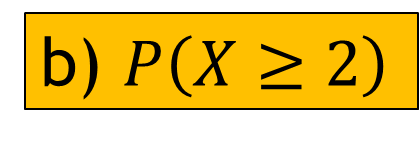 b) P(X ≥ 2)